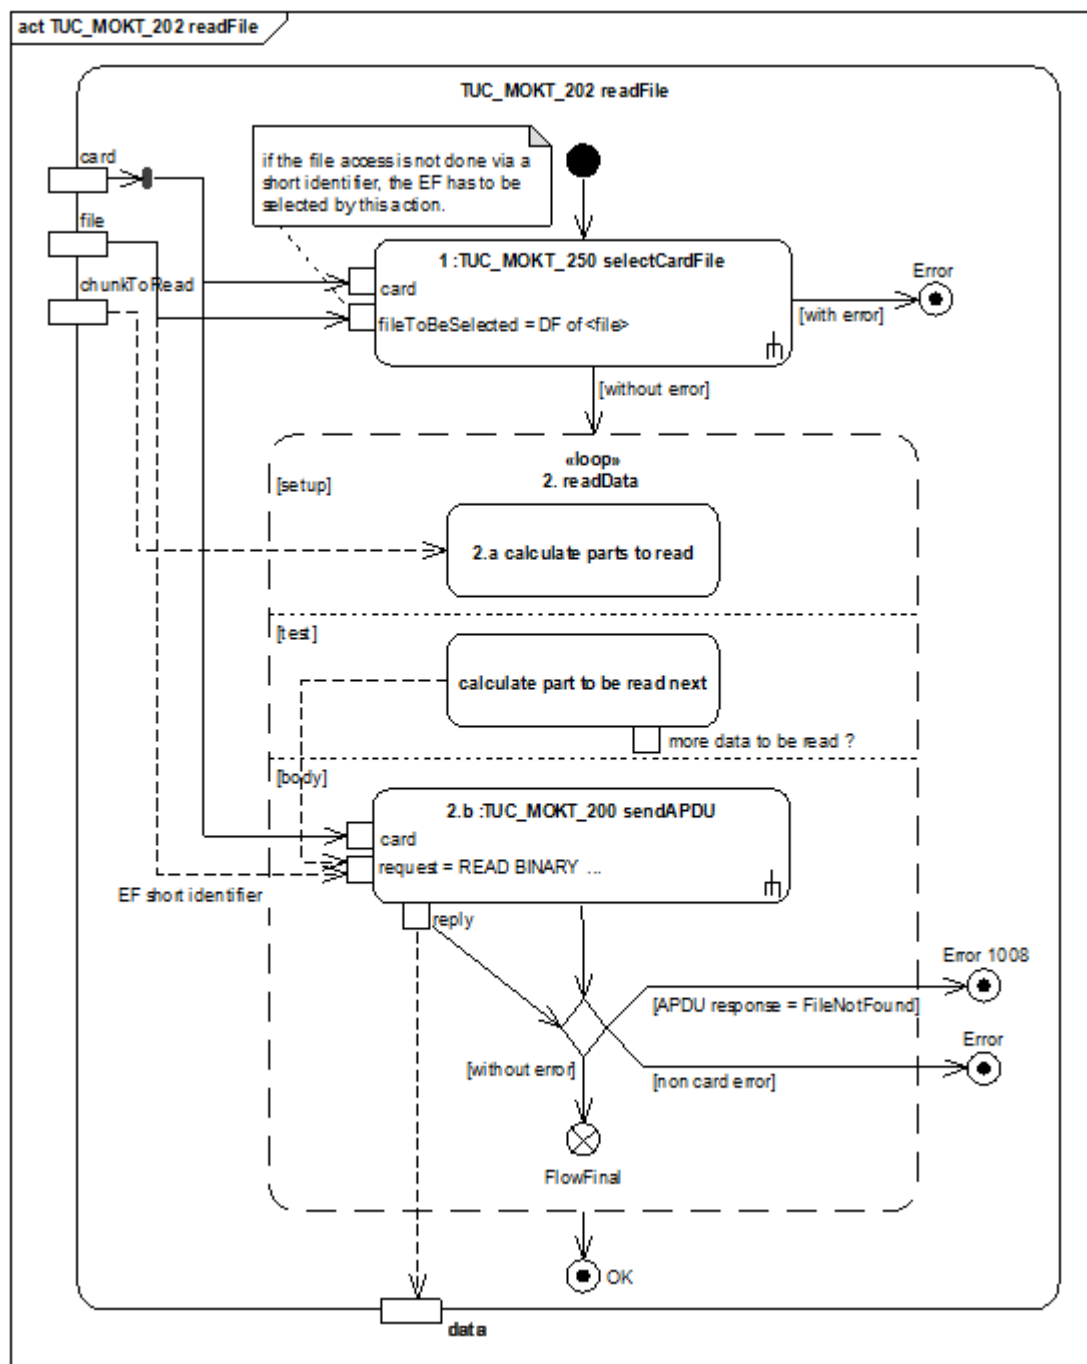 act TUC_MOKT_202 readFile
TUC_MOKT_202 readFile
card
if the file access is not done via a
short identifier, the EF has to be
selected by this action.
file
1 :TUC_MOKT_250 selectCardFile
Error
chunkToRead
card
[with error]
fileToBeSelected = DF of <file>
[without error]
«loop»
2. readData
[setup]
2.a calculate parts to read
[test]
calculate part to be read next
more data to be read ?
[body]
2.b :TUC_MOKT_200 sendAPDU
card
request = READ BINARY ...
EF short identifier
reply
Error 1008
[APDU response = FileNotFound]
Error
[without error]
[non card error]
FlowFinal
OK
data